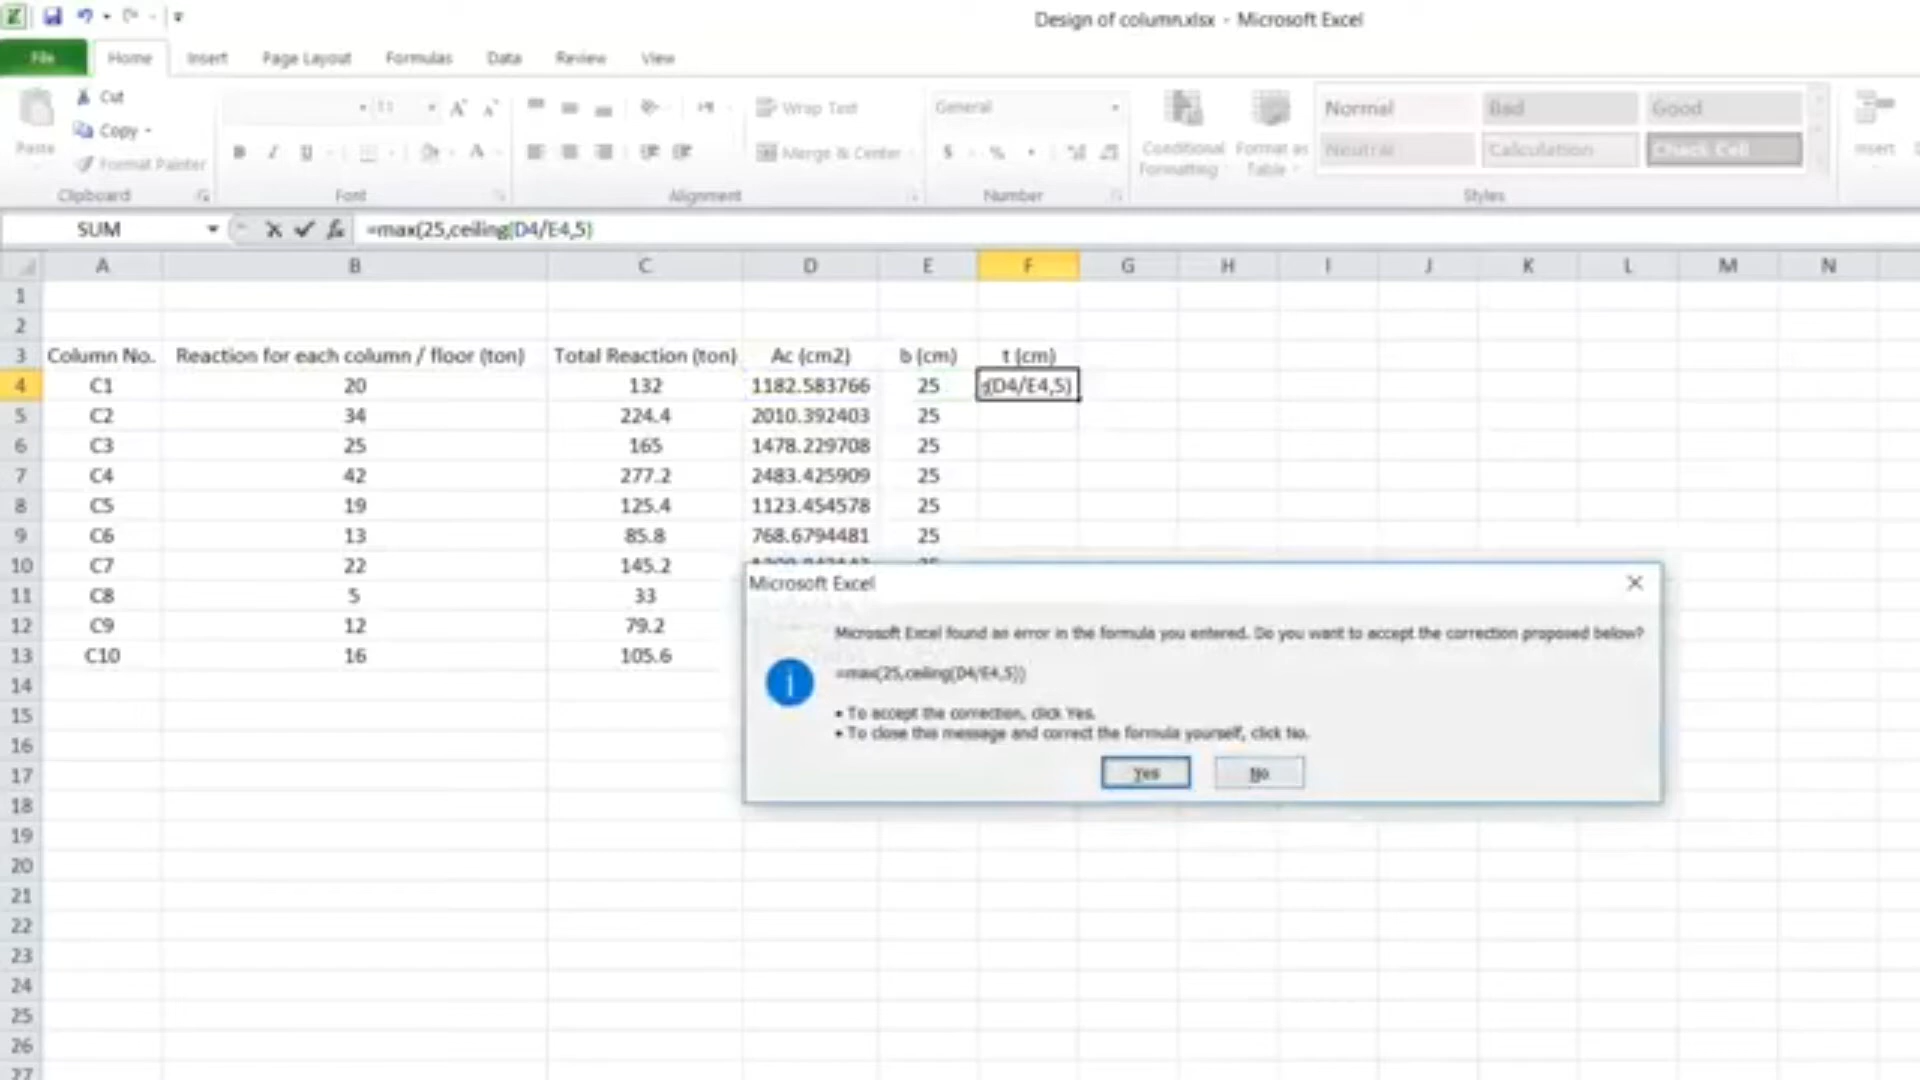 Design of column.xlsx - Microsoft Excel
File Home Insert Page Layout Formulas Data Review View
Cut
Copy
Format Painter
Paste
Clipboard
11
B I U
Font
Wrap Text
Merge & Center
Alignment
General
$ %
Number
Conditional Formatting
Format as Table
Normal Bad Good
Neutral Calculation Check Cell
Styles
Insert
SUM =max(25,ceiling(D4/E4,5)
A B C D E F G H I J K L M N
1
2
3 Column No. Reaction for each column / floor (ton) Total Reaction (ton) Ac (cm2) b (cm) t (cm)
4 C1 20 132 1182.583766 25 g(D4/E4,5)
5 C2 34 224.4 2010.392403 25
6 C3 25 165 1478.229708 25
7 C4 42 277.2 2483.425909 25
8 C5 19 125.4 1123.454578 25
9 C6 13 85.8 768.6794481 25
10 C7 22 145.2
11 C8 5 33
12 C9 12 79.2
13 C10 16 105.6
14
15
16
17
18
19
20
21
22
23
24
25
26
27
Microsoft Excel
Microsoft Excel found an error in the formula you entered. Do you want to accept the correction proposed below?
=max(25,ceiling(D4/E4,5))
• To accept the correction, click Yes.
• To close this message and correct the formula yourself, click No.
Yes No